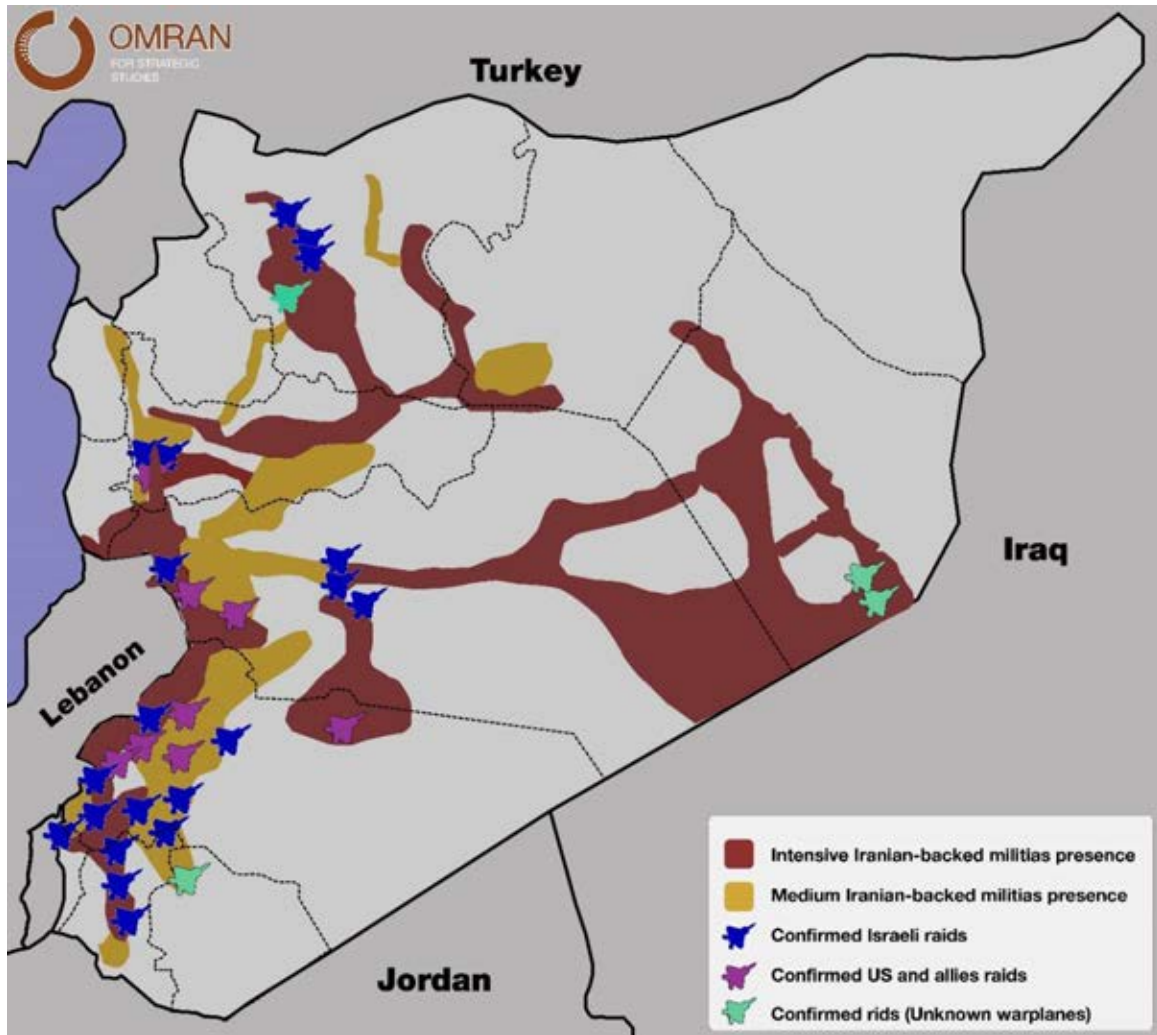 OMRAN
FOR STRATEGIC
STUDIES
Turkey
Iraq
Lebanon
Jordan
Intensive Iranian-backed militias presence
Medium Iranian-backed militias presence
Confirmed Israeli raids
Confirmed US and allies raids
Confirmed rids (Unknown warplanes)